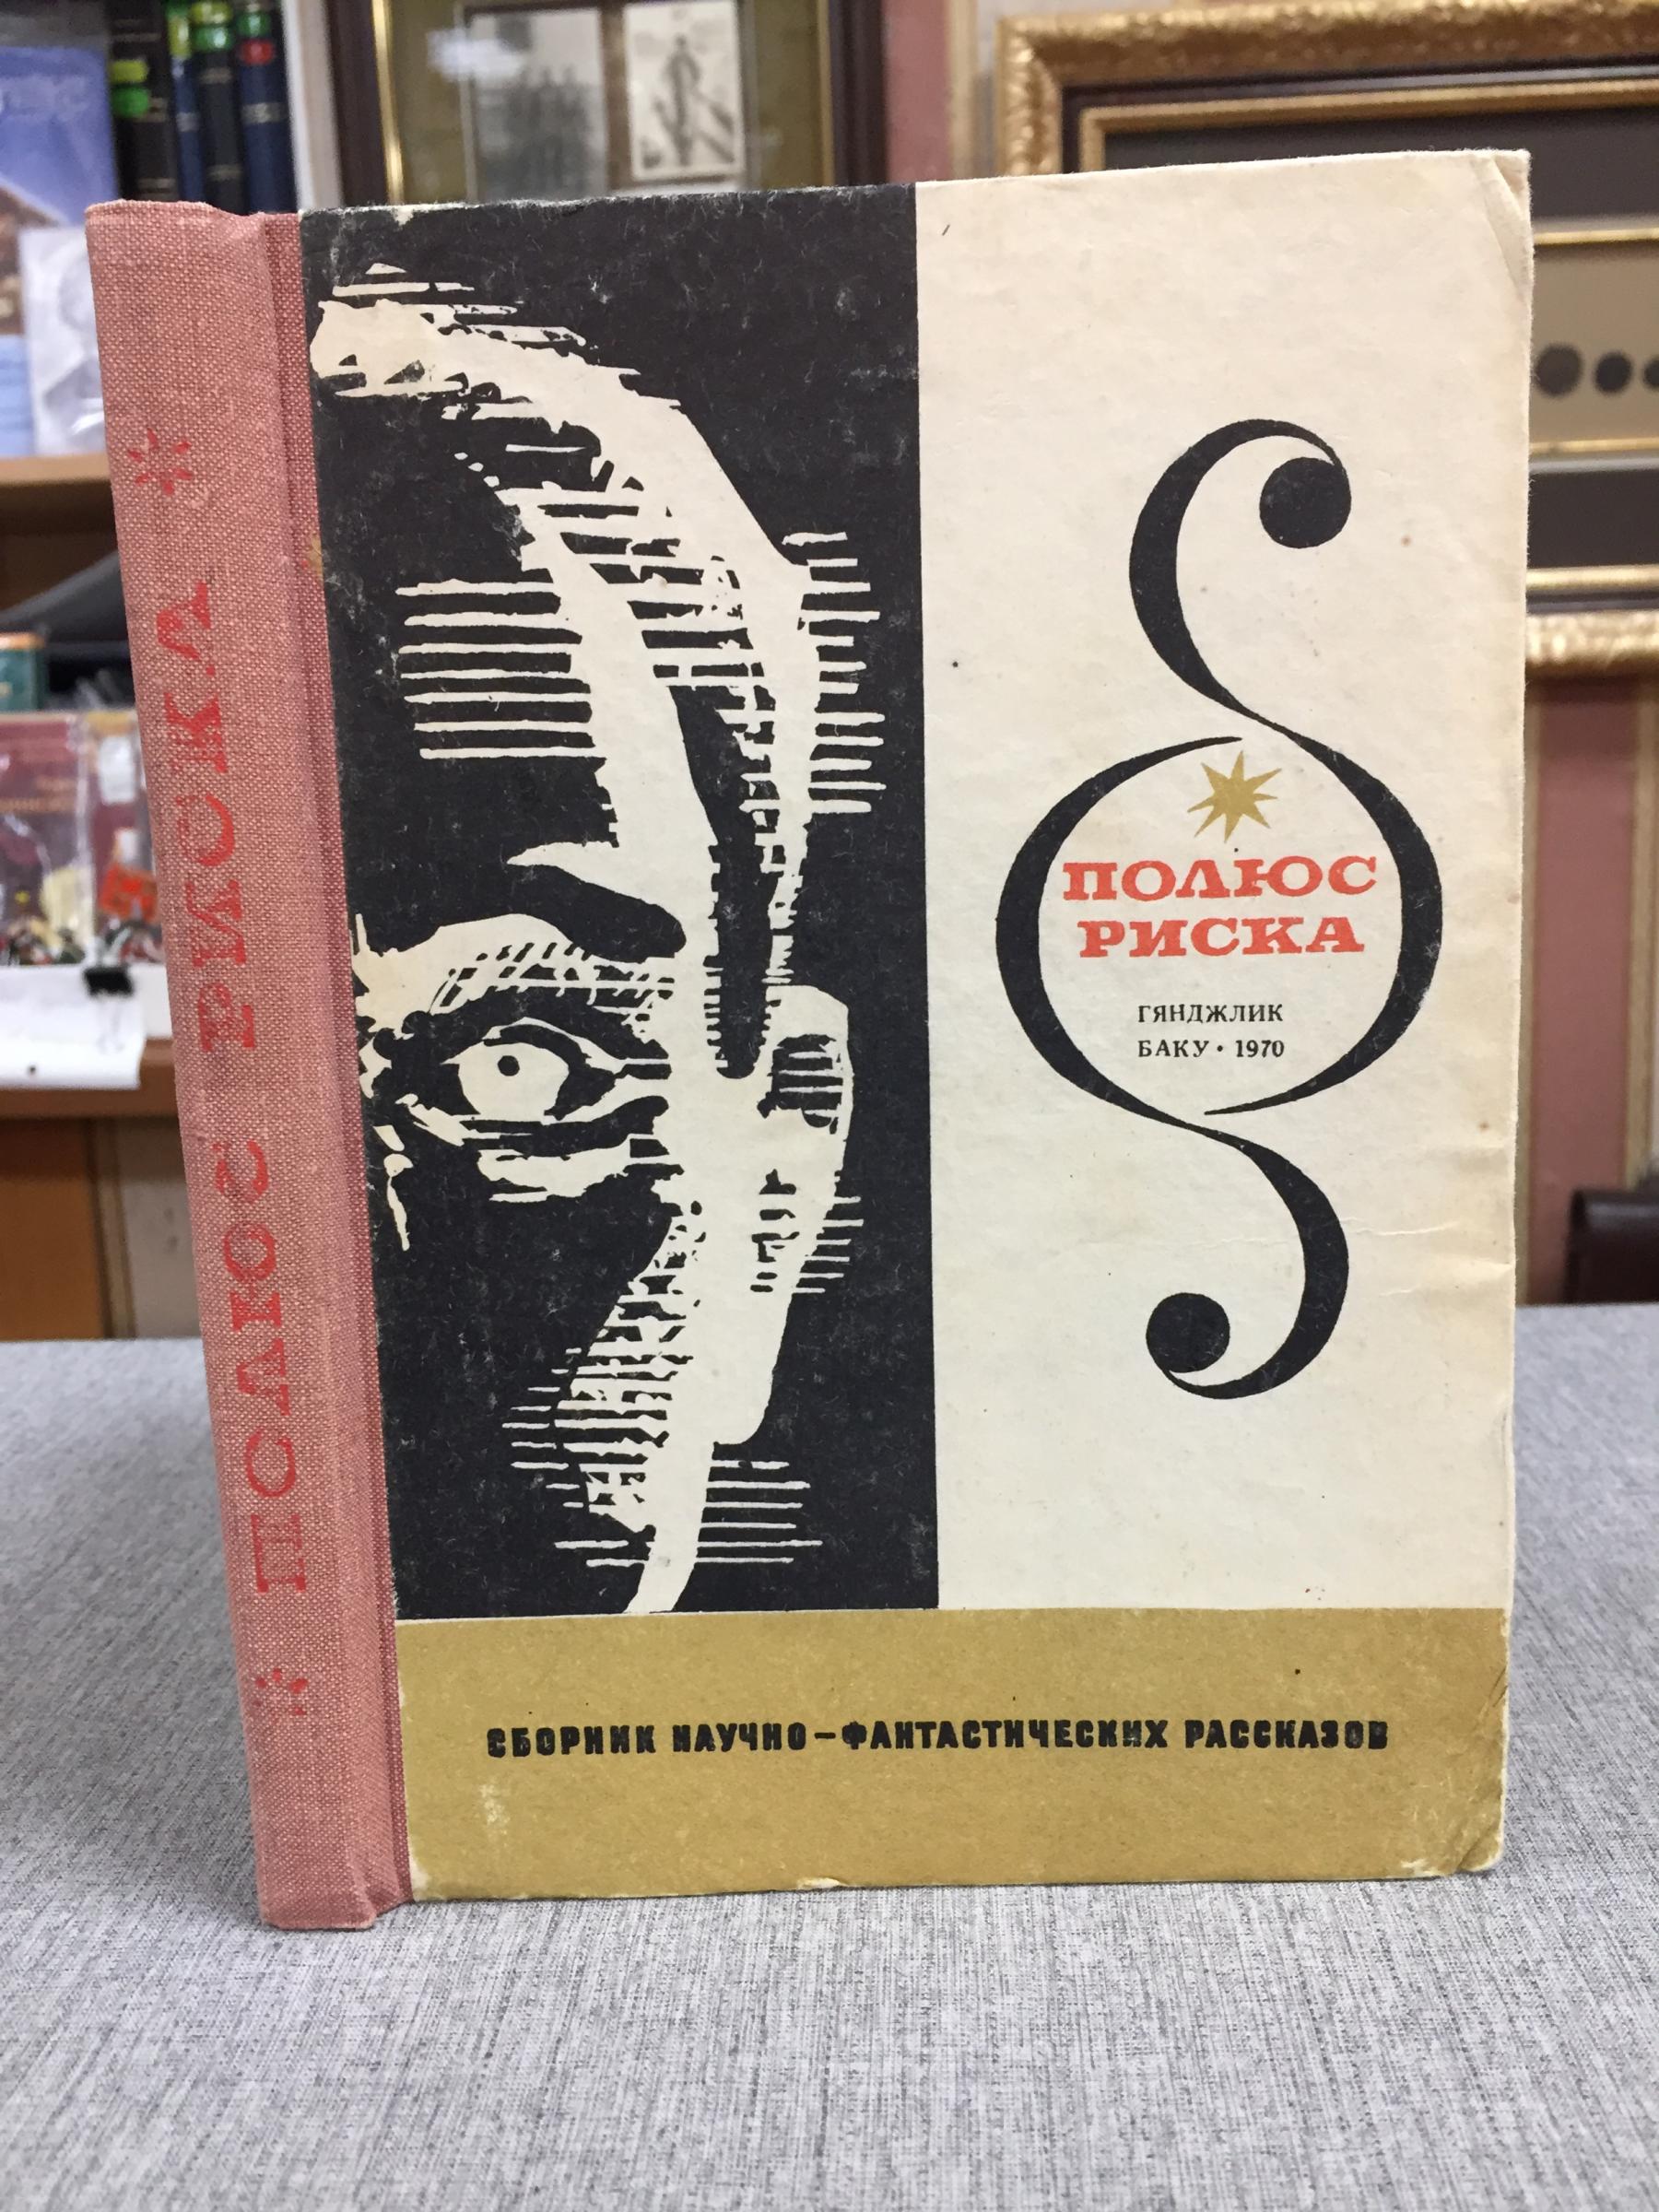 ПОЛЮС РИСКА
ПОЛЮС
РИСКА
ГЯНДЖЛИК
БАКУ • 1970
СБОРНИК НАУЧНО–ФАНТАСТИЧЕСКИХ РАССКАЗОВ